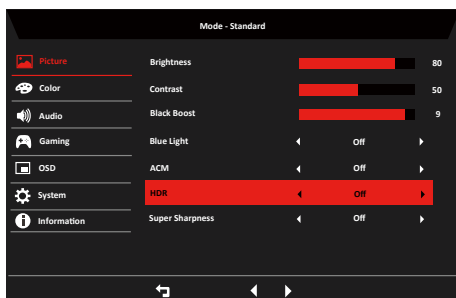 Mode - Standard
Picture
Brightness 80
Color
Contrast 50
Audio
Black Boost 9
Gaming
Blue Light Off
OSD
ACM Off
System
HDR Off
Information
Super Sharpness Off